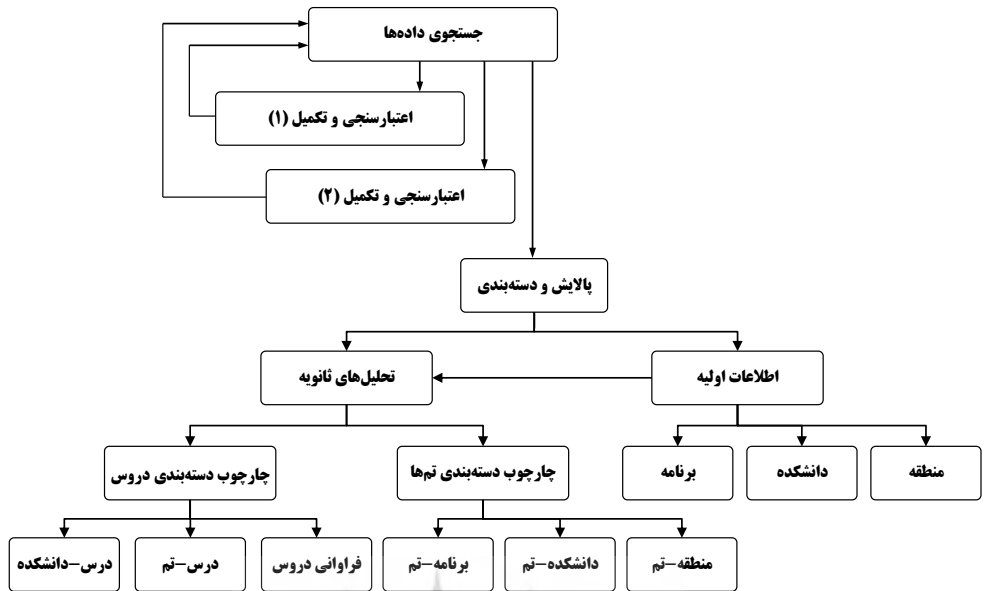 جستجوی داده‌ها
اعتبارسنجی و تکمیل (۱)
اعتبارسنجی و تکمیل (۲)
پالایش و دسته‌بندی
اطلاعات اولیه
تحلیل‌های ثانویه
منطقه
دانشکده
برنامه
چارچوب دسته‌بندی تم‌ها
چارچوب دسته‌بندی دروس
منطقه-تم
دانشکده-تم
برنامه-تم
فراوانی دروس
درس-تم
درس-دانشکده